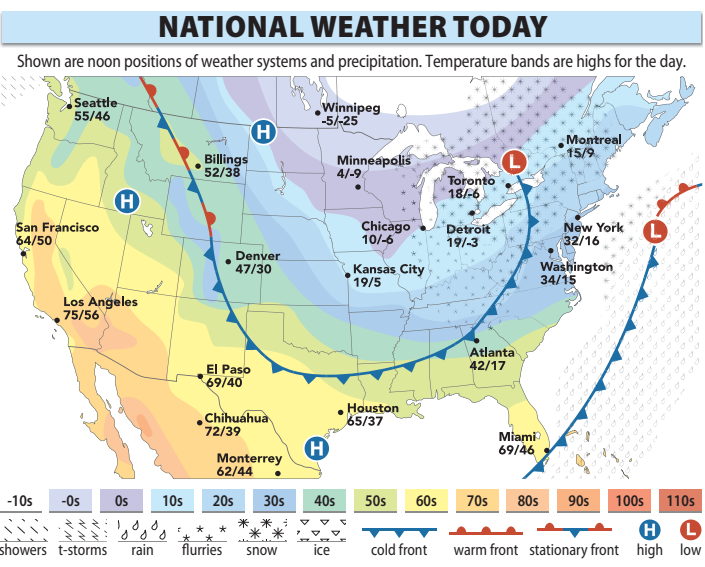 NATIONAL WEATHER TODAY
Shown are noon positions of weather systems and precipitation. Temperature bands are highs for the day.
Seattle
55/46
Winnipeg
-5/-25
H
Montreal
15/9
Billings
52/38
Minneapolis
4/-9
L
Toronto
18/-6
H
San Francisco
64/50
Chicago
10/-6
Detroit
19/-3
New York
32/16
L
Denver
47/30
Kansas City
19/5
Washington
34/15
Los Angeles
75/56
Atlanta
42/17
El Paso
69/40
Chihuahua
72/39
Houston
65/37
H
Miami
69/46
Monterrey
62/44
-10s -0s 0s 10s 20s 30s 40s 50s 60s 70s 80s 90s 100s 110s
H L
showers t-storms rain flurries snow ice cold front warm front stationary front high low